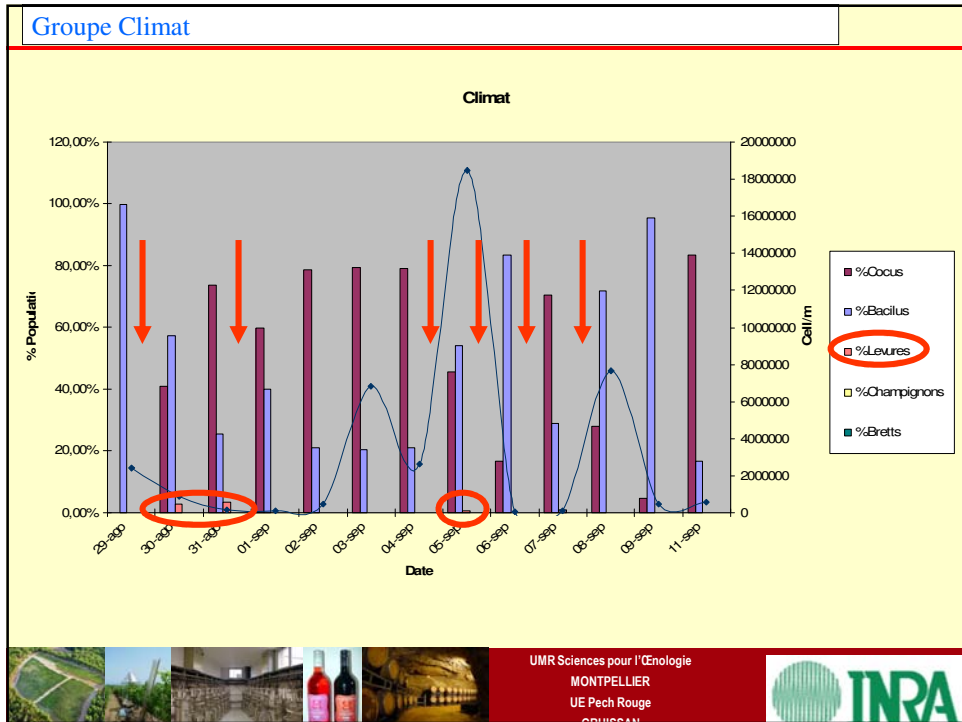 Groupe Climat
Climat
120,00%
100,00%
80,00%
60,00%
40,00%
20,00%
0,00%
% Populatio
20000000
18000000
16000000
14000000
12000000
10000000
8000000
6000000
4000000
2000000
0
Cell/m
29-ago
30-ago
31-ago
01-sep
02-sep
03-sep
04-sep
05-sep
06-sep
07-sep
08-sep
09-sep
11-sep
Date
%Cocus
%Bacilus
%Levures
%Champignons
%Bretts
UMR Sciences pour l'Œnologie
MONTPELLIER
UE Pech Rouge
GRUISSAN
INRA